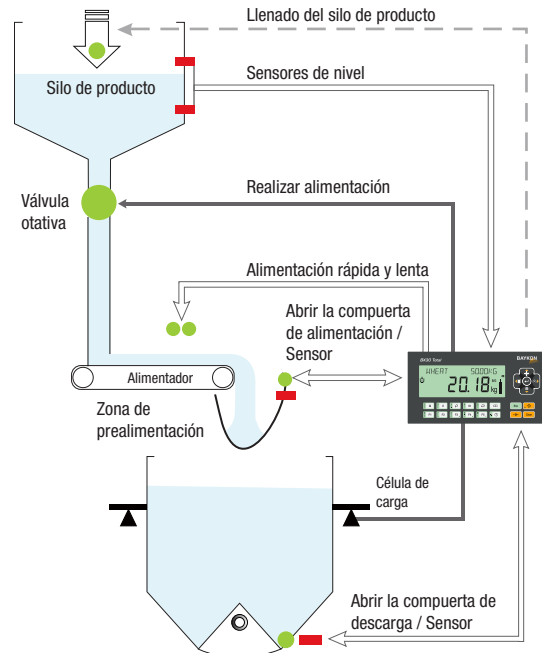 Llenado del silo de producto
Silo de producto
Sensores de nivel
Válvula
otativa
Realizar alimentación
Alimentación rápida y lenta
Abrir la compuerta
de alimentación /
Sensor
Alimentador
Zona de
prealimentación
BAYKON
WHEAT 5000KG
20.18 kg
Célula de
carga
Abrir la compuerta de
descarga / Sensor